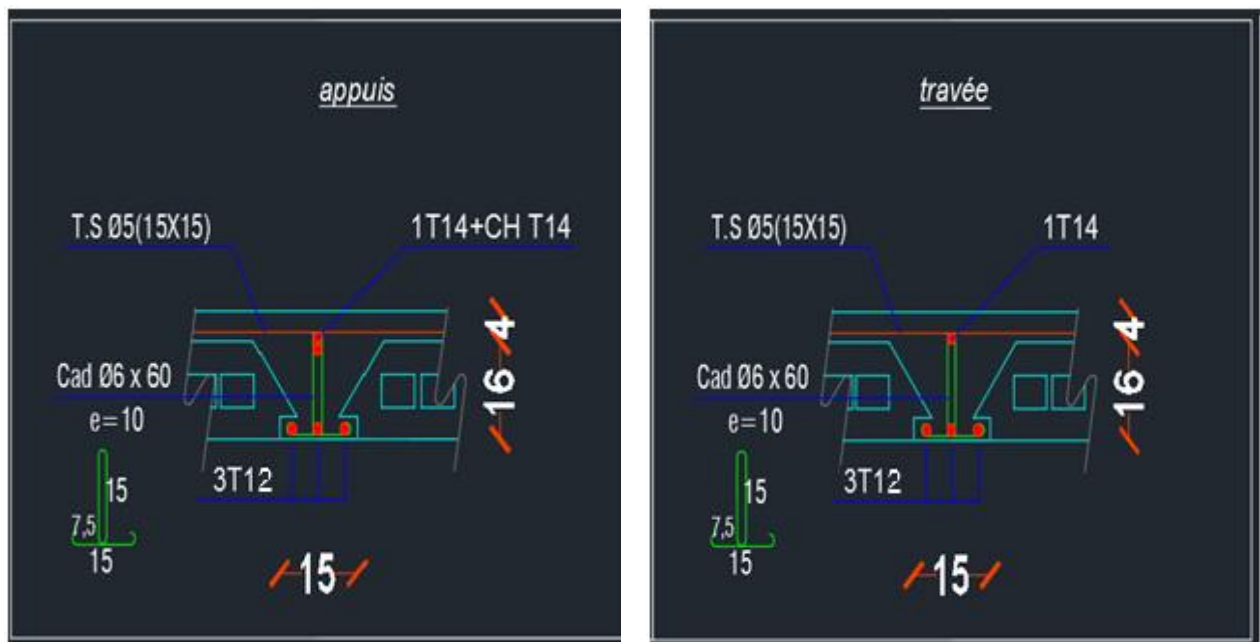 appuis
T.S Ø5(15X15)
1T14+CH T14
4
16
Cad Ø6 x 60
e=10
15
7,5
15
3T12
15
travée
T.S Ø5(15X15)
1T14
4
16
Cad Ø6 x 60
e=10
15
7,5
15
3T12
15